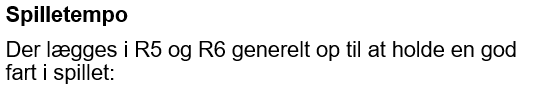 Spilletempo
Der lægges i R5 og R6 generelt op til at holde en god
fart i spillet: